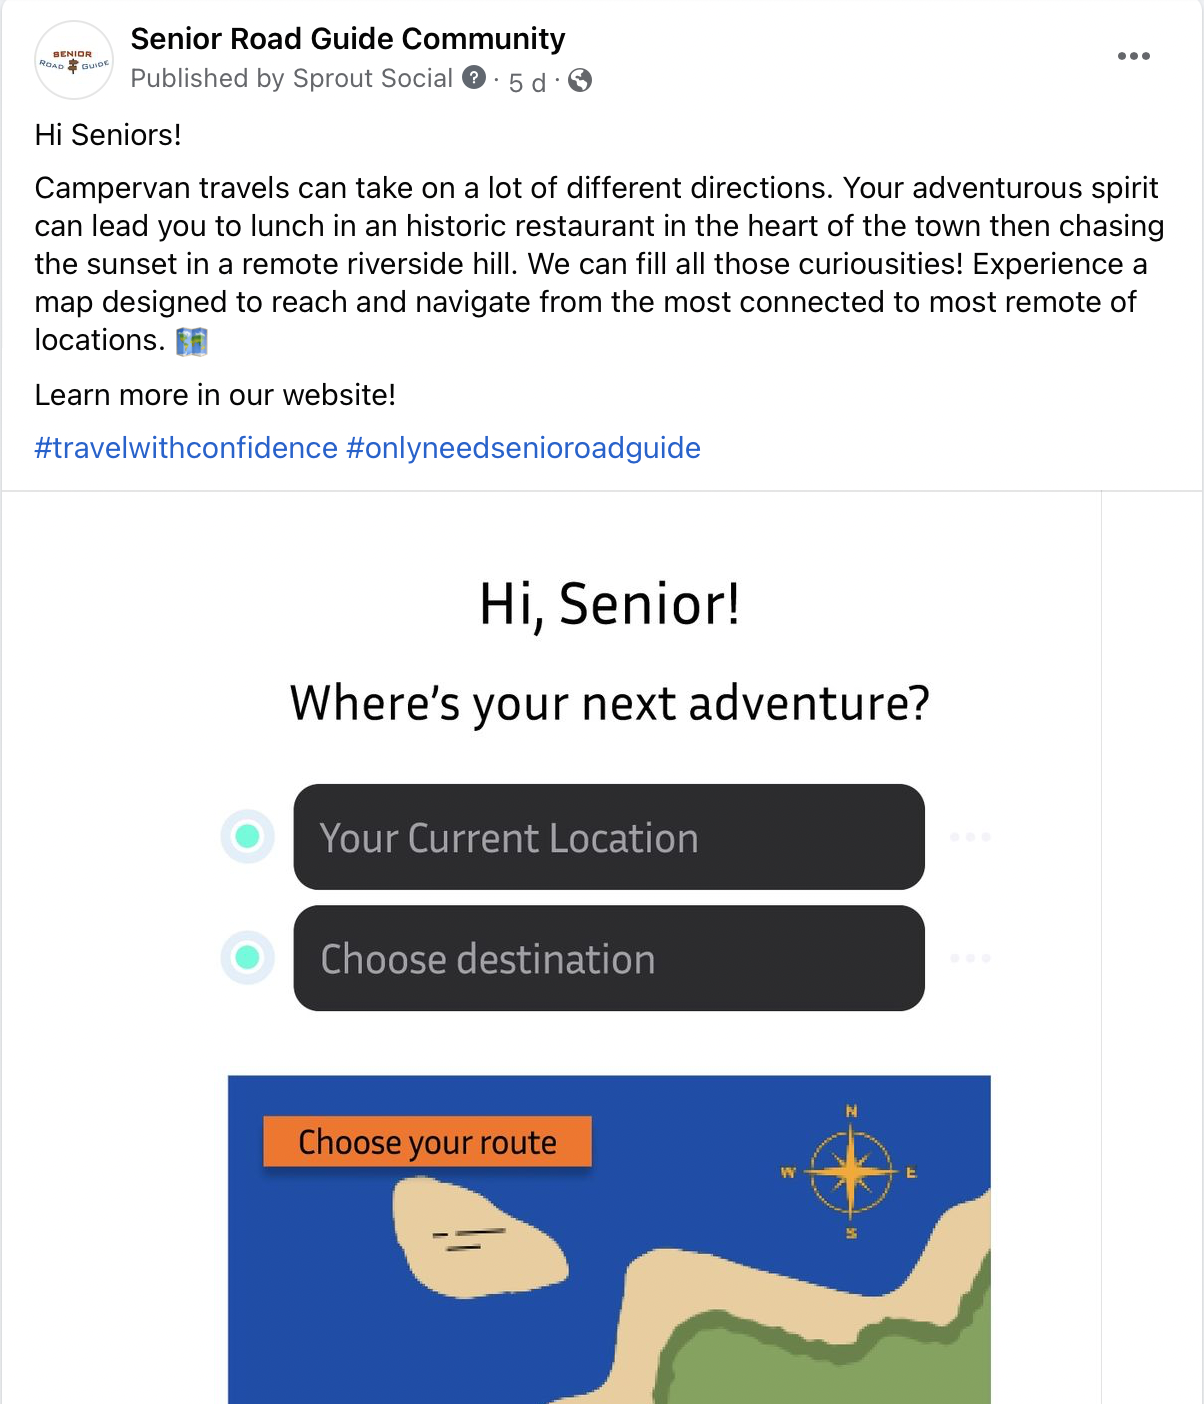 SENIOR
ROAD GUIDE
Senior Road Guide Community
Published by Sprout Social ? · 5 d ·
Hi Seniors!
Campervan travels can take on a lot of different directions. Your adventurous spirit
can lead you to lunch in an historic restaurant in the heart of the town then chasing
the sunset in a remote riverside hill. We can fill all those curiousities! Experience a
map designed to reach and navigate from the most connected to most remote of
locations.
Learn more in our website!
#travelwithconfidence #onlyneedsenioroadguide
Hi, Senior!
Where's your next adventure?
Your Current Location
Choose destination
Choose your route
N
W E
S